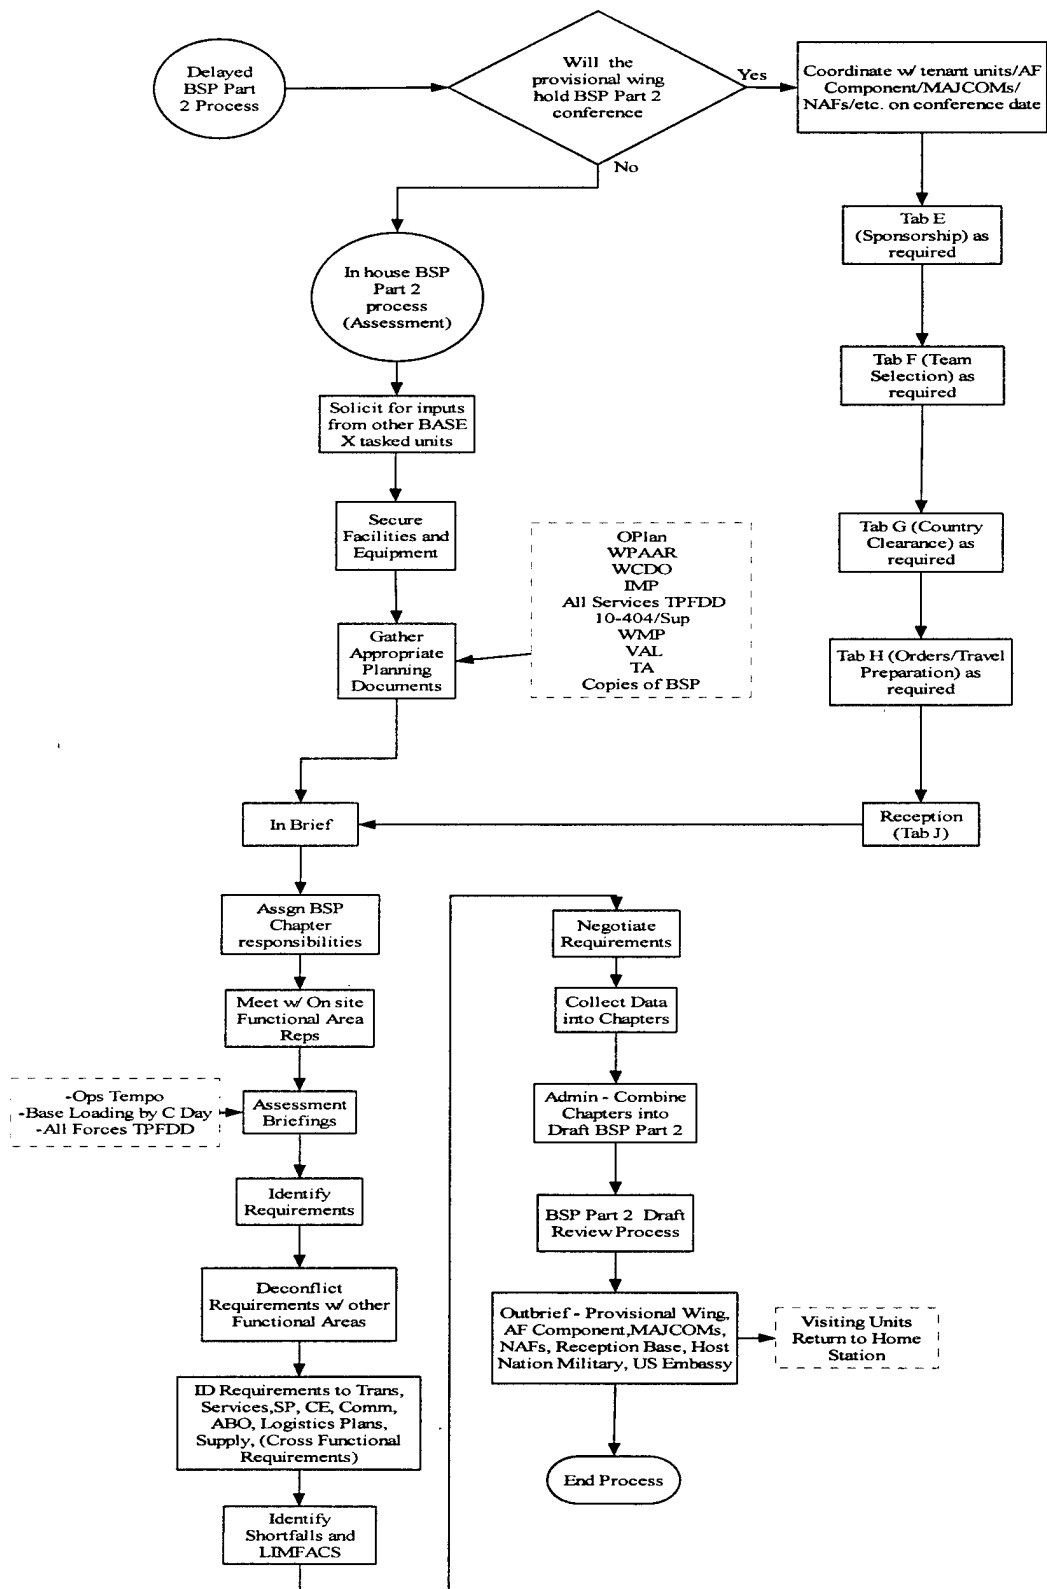 Delayed
BSP Part
2 Process
Will the
provisional wing
hold BSP Part 2
conference
Yes
No
Coordinate w/ tenant units/AF
Component/MAJCOMs/
NAFs/etc. on conference date
Tab E
(Sponsorship) as
required
In house BSP
Part 2
process
(Assessment)
Tab F (Team
Selection) as
required
Solicit for inputs
from other BASE
X tasked units
Secure
Facilities and
Equipment
OPlan
WPAAR
WCDO
IMP
All Services TPFDD
10-404/Sup
WMP
VAL
TA
Copies of BSP
Tab G (Country
Clearance) as
required
Gather
Appropriate
Planning
Documents
Tab H (Orders/Travel
Preparation) as
required
In Brief
Reception
(Tab J)
Assgn BSP
Chapter
responsibilities
Meet w/ On site
Functional Area
Reps
-Ops Tempo
-Base Loading by C Day
-All Forces TPFDD
Assessment
Briefings
Identify
Requirements
Deconflict
Requirements w/ other
Functional Areas
ID Requirements to Trans,
Services,SP, CE, Comm,
ABO, Logistics Plans,
Supply, (Cross Functional
Requirements)
Identify
Shortfalls and
LIMFACS
Negotiate
Requirements
Collect Data
into Chapters
Admin - Combine
Chapters into
Draft BSP Part 2
BSP Part 2 Draft
Review Process
Outbrief - Provisional Wing,
AF Component,MAJCOMs,
NAFs, Reception Base, Host
Nation Military, US Embassy
Visiting Units
Return to Home
Station
End Process